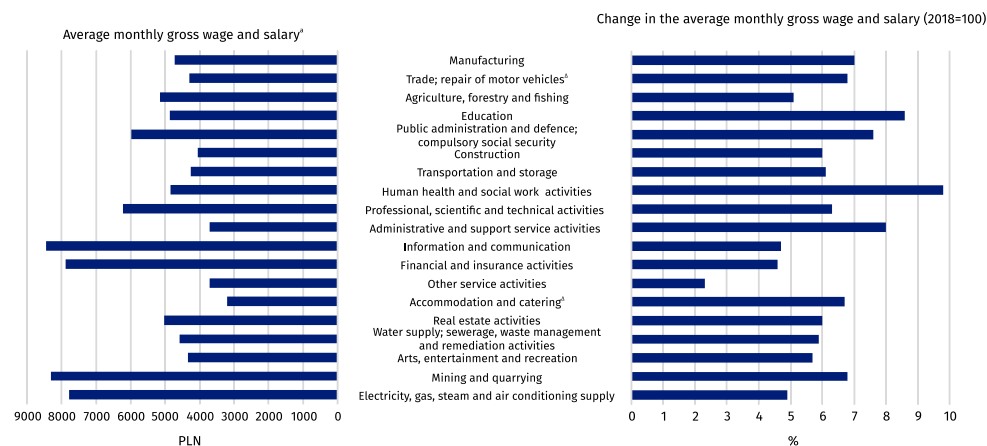 Change in the average monthly gross wage and salary (2018=100)
Average monthly gross wage and salaryᵃ
Manufacturing
Trade; repair of motor vehiclesᐞ
Agriculture, forestry and fishing
Education
Public administration and defence;
compulsory social security
Construction
Transportation and storage
Human health and social work activities
Professional, scientific and technical activities
Administrative and support service activities
Information and communication
Financial and insurance activities
Other service activities
Accommodation and cateringᐞ
Real estate activities
Water supply; sewerage, waste management
and remediation activities
Arts, entertainment and recreation
Mining and quarrying
Electricity, gas, steam and air conditioning supply
9000 8000 7000 6000 5000 4000 3000 2000 1000 0
0 1 2 3 4 5 6 7 8 9 10
PLN
%